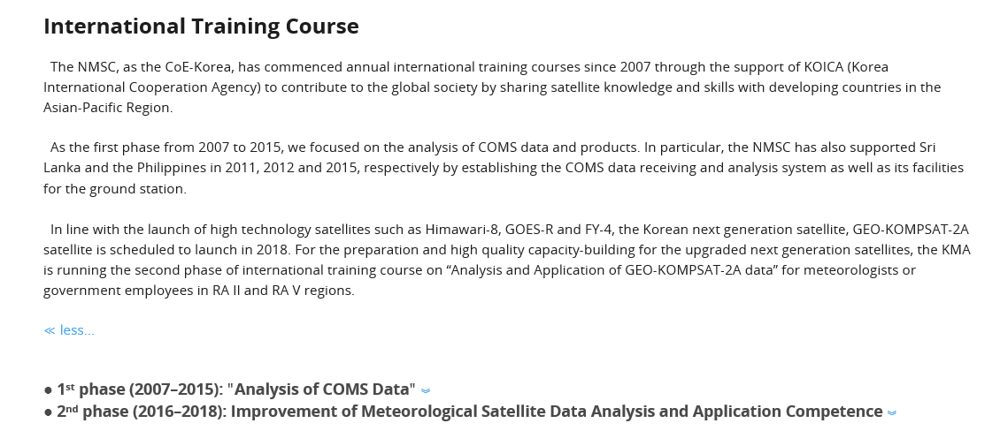 International Training Course
The NMSC, as the CoE-Korea, has commenced annual international training courses since 2007 through the support of KOICA (Korea
International Cooperation Agency) to contribute to the global society by sharing satellite knowledge and skills with developing countries in the
Asian-Pacific Region.
As the first phase from 2007 to 2015, we focused on the analysis of COMS data and products. In particular, the NMSC has also supported Sri
Lanka and the Philippines in 2011, 2012 and 2015, respectively by establishing the COMS data receiving and analysis system as well as its facilities
for the ground station.
In line with the launch of high technology satellites such as Himawari-8, GOES-R and FY-4, the Korean next generation satellite, GEO-KOMPSAT-2A
satellite is scheduled to launch in 2018. For the preparation and high quality capacity-building for the upgraded next generation satellites, the KMA
is running the second phase of international training course on “Analysis and Application of GEO-KOMPSAT-2A data” for meteorologists or
government employees in RA II and RA V regions.
≪ less...
● 1st phase (2007–2015): "Analysis of COMS Data"
● 2nd phase (2016–2018): Improvement of Meteorological Satellite Data Analysis and Application Competence